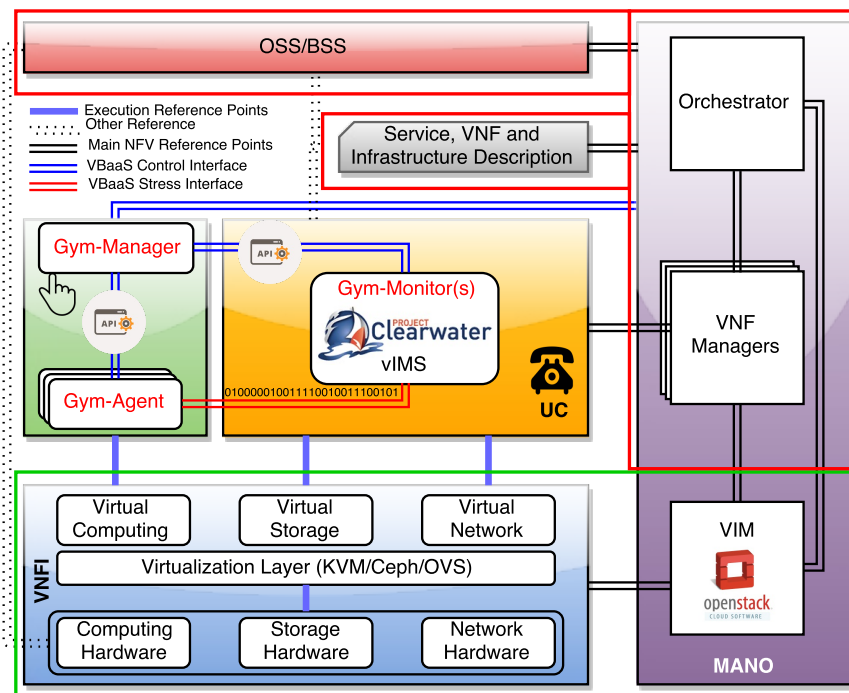 OSS/BSS
Orchestrator
Execution Reference Points
Other Reference
Main NFV Reference Points
VBaaS Control Interface
VBaaS Stress Interface
Service, VNF and
Infrastructure Description
Gym-Manager
API
API
Gym-Monitor(s)
PROJECT
Clearwater
vIMS
VNF
Managers
Gym-Agent
0100000100111100100111100101
UC
Virtual
Computing
Virtual
Storage
Virtual
Network
VIM
openstack
CLOUD SOFTWARE
VNFI
Virtualization Layer (KVM/Ceph/OVS)
Computing
Hardware
Storage
Hardware
Network
Hardware
MANO